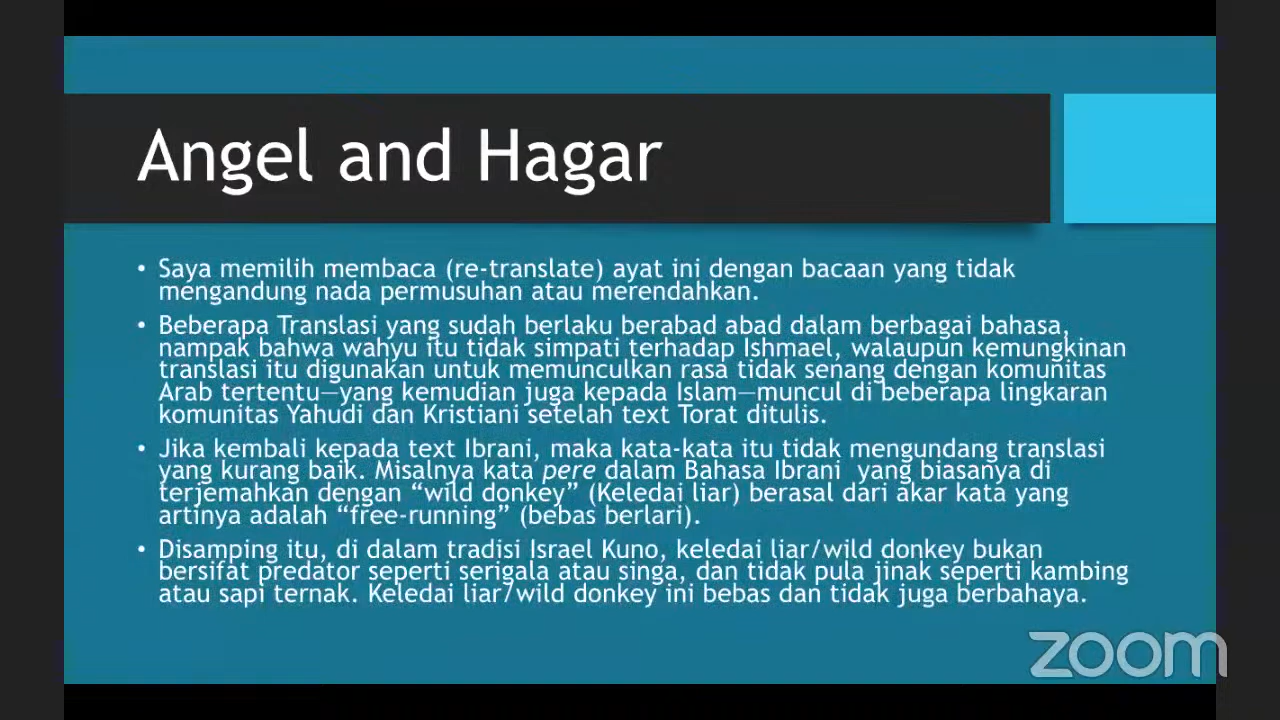 Angel and Hagar
• Saya memilih membaca (re-translate) ayat ini dengan bacaan yang tidak
mengandung nada permusuhan atau merendahkan.
• Beberapa Translasi yang sudah berlaku berabad abad dalam berbagai bahasa,
nampak bahwa wahyu itu tidak simpati terhadap Ishmael, walaupun kemungkinan
translasi itu digunakan untuk memunculkan rasa tidak senang dengan komunitas
Arab tertentu—yang kemudian juga kepada Islam—muncul di beberapa lingkaran
komunitas Yahudi dan Kristiani setelah text Torat ditulis.
• Jika kembali kepada text Ibrani, maka kata-kata itu tidak mengundang translasi
yang kurang baik. Misalnya kata pere dalam Bahasa Ibrani yang biasanya di
terjemahkan dengan “wild donkey” (Keledai liar) berasal dari akar kata yang
artinya adalah “free-running” (bebas berlari).
• Disamping itu, di dalam tradisi Israel Kuno, keledai liar/wild donkey bukan
bersifat predator seperti serigala atau singa, dan tidak pula jinak seperti kambing
atau sapi ternak. Keledai liar/wild donkey ini bebas dan tidak juga berbahaya.
zoom